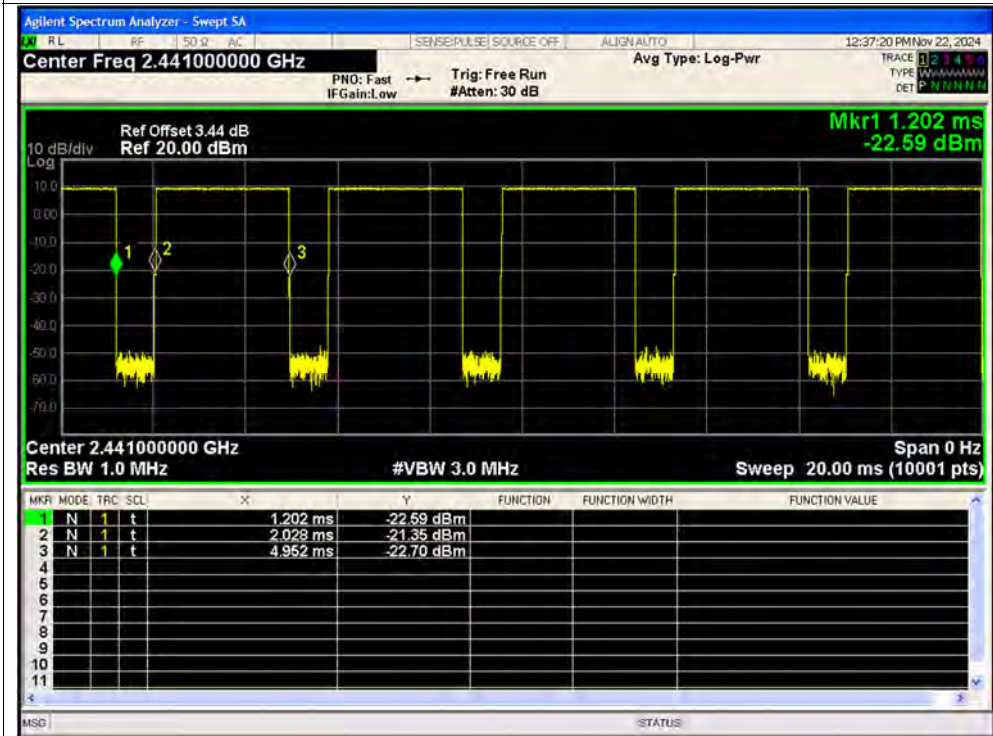 Agilent Spectrum Analyzer - Swept SA
RL RF 50 Ω AC SENSE:PULSE SOURCE OFF ALIGN AUTO 12:37:20 PM Nov 22, 2024
Center Freq 2.441000000 GHz Avg Type: Log-Pwr TRACE 1 2 3 4 5 6
PNO: Fast Trig: Free Run TYPE W
IFGain:Low #Atten: 30 dB DET P N N N N N
Mkr1 1.202 ms
Ref Offset 3.44 dB
10 dB/div Ref 20.00 dBm -22.59 dBm
Log
10.0
0.00
-10.0
1 2 3
-20.0
-30.0
-40.0
-50.0
-60.0
-70.0
Center 2.441000000 GHz Span 0 Hz
Res BW 1.0 MHz #VBW 3.0 MHz Sweep 20.00 ms (10001 pts)
MKR MODE TRC SCL X Y FUNCTION FUNCTION WIDTH FUNCTION VALUE
1 N 1 t 1.202 ms -22.59 dBm
2 N 1 t 2.028 ms -21.35 dBm
3 N 1 t 4.952 ms -22.70 dBm
4
5
6
7
8
9
10
11
MSG STATUS